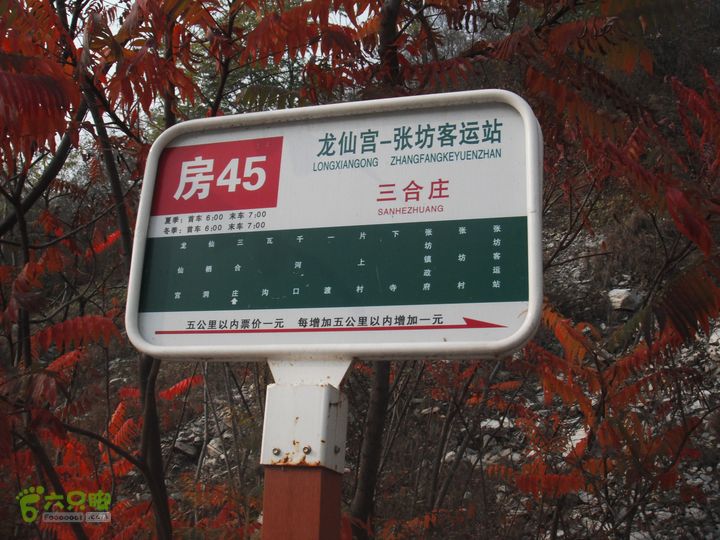 房45
龙仙宫-张坊客运站
LONGXIANGONG ZHANGFANGKEYUENZHAN
三合庄
SANHEZHUANG
夏季：首车 6:00 末车 7:00
冬季：首车 6:00 末车 7:00
龙仙宫
仙栖洞
三合庄
瓦沟
千河口
一渡
片上村
下寺
张坊镇政府
张坊村
张坊客运站
五公里以内票价一元 每增加五公里以内增加一元
六只脚
Foooooot.com